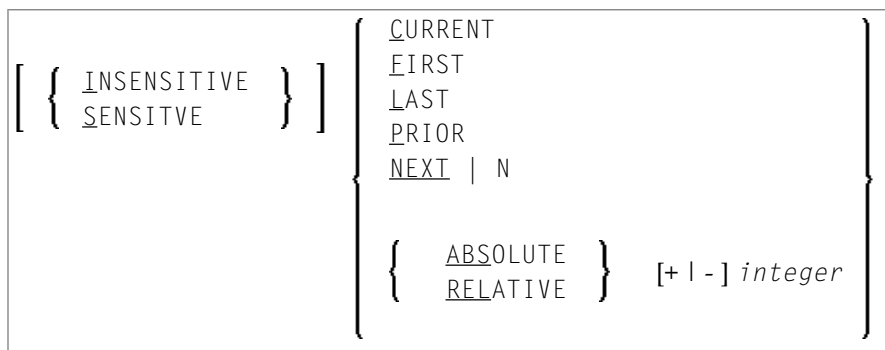 [ { INSENSITIVE
SENSITVE } ]
{ CURRENT
FIRST
LAST
PRIOR
NEXT | N
{ ABSOLUTE
RELATIVE } [+ | -] integer }